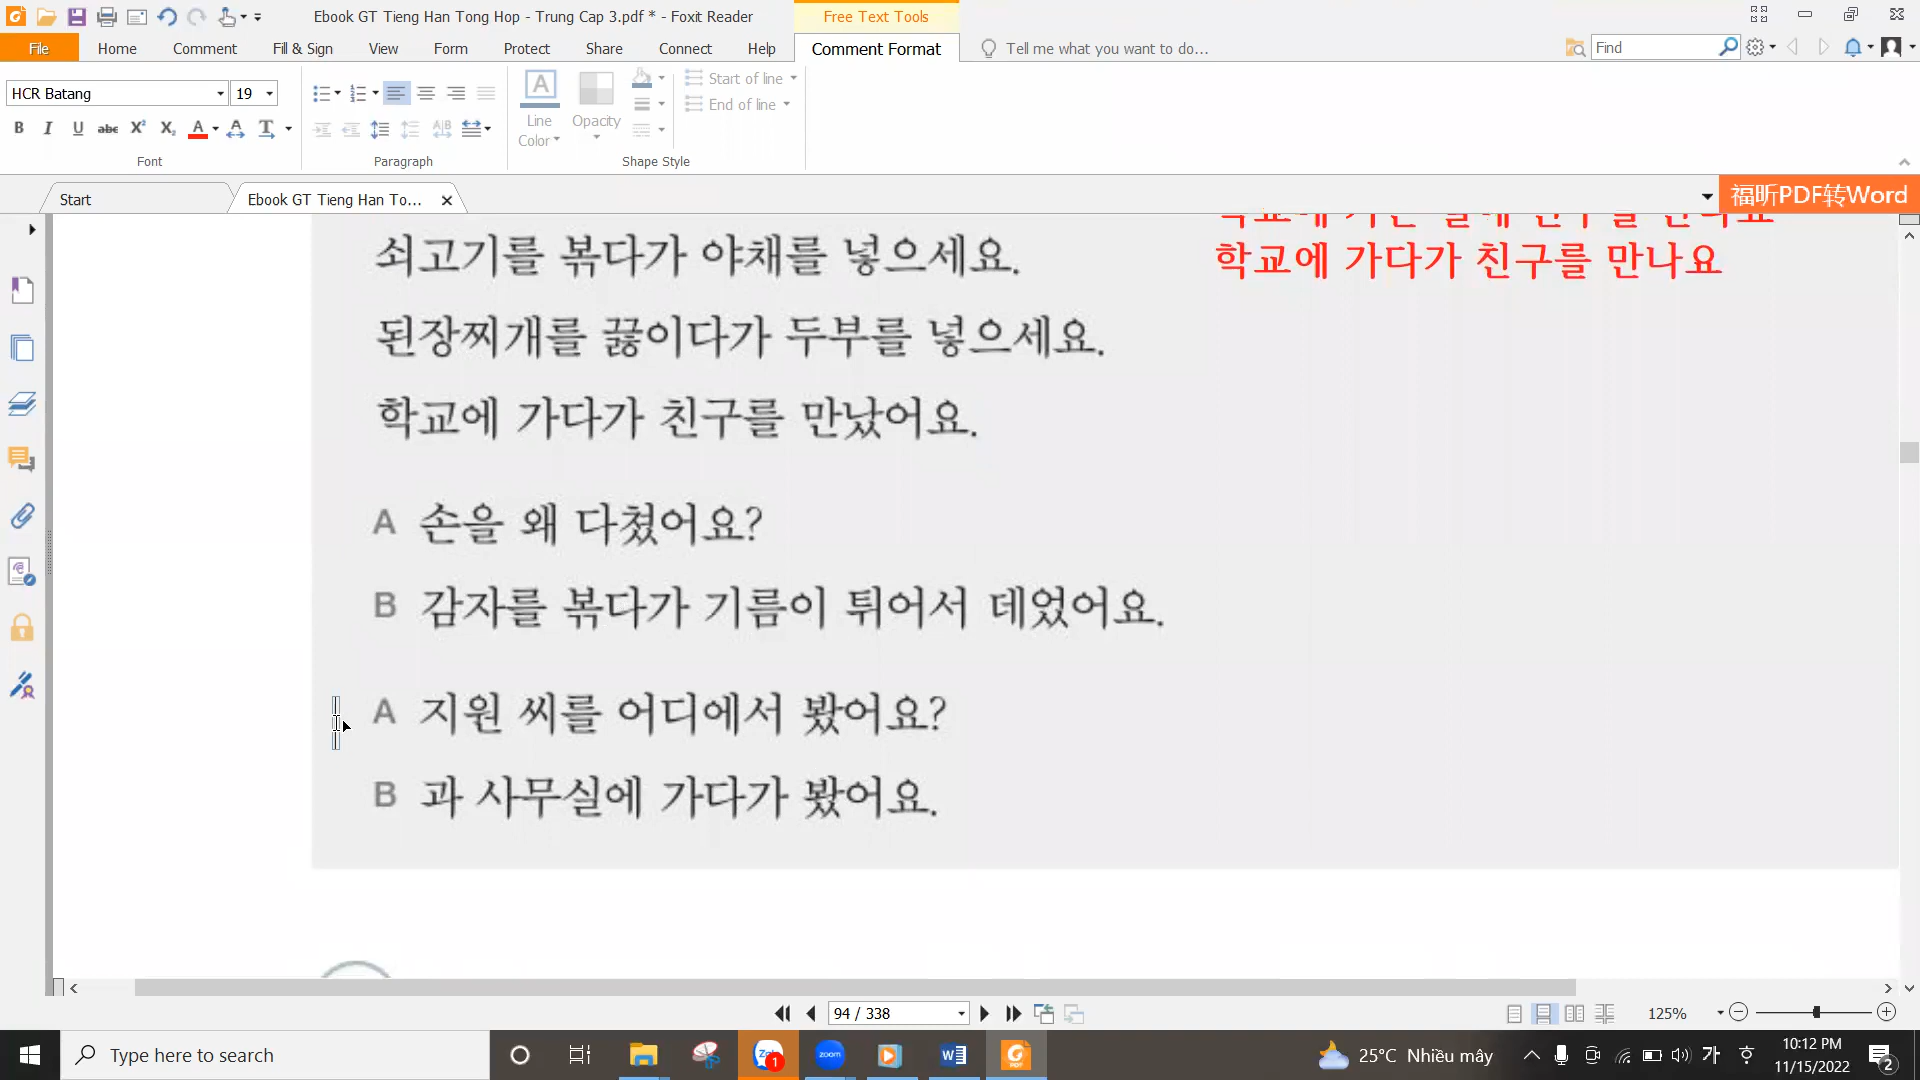 Ebook GT Tieng Han Tong Hop - Trung Cap 3.pdf * - Foxit Reader
Free Text Tools
File Home Comment Fill & Sign View Form Protect Share Connect Help Comment Format Tell me what you want to do... Find
HCR Batang 19 Start of line
Line Color Opacity End of line
Font Paragraph Shape Style
Start Ebook GT Tieng Han To... 福昕PDF转Word
쇠고기를 볶다가 야채를 넣으세요.
학교에 가다가 친구를 만나요
된장찌개를 끓이다가 두부를 넣으세요.
학교에 가다가 친구를 만났어요.
A 손을 왜 다쳤어요?
B 감자를 볶다가 기름이 튀어서 데었어요.
A 지원 씨를 어디에서 봤어요?
B 과 사무실에 가다가 봤어요.
94 / 338 125%
Type here to search 25°C Nhiều mây 가 10:12 PM
11/15/2022